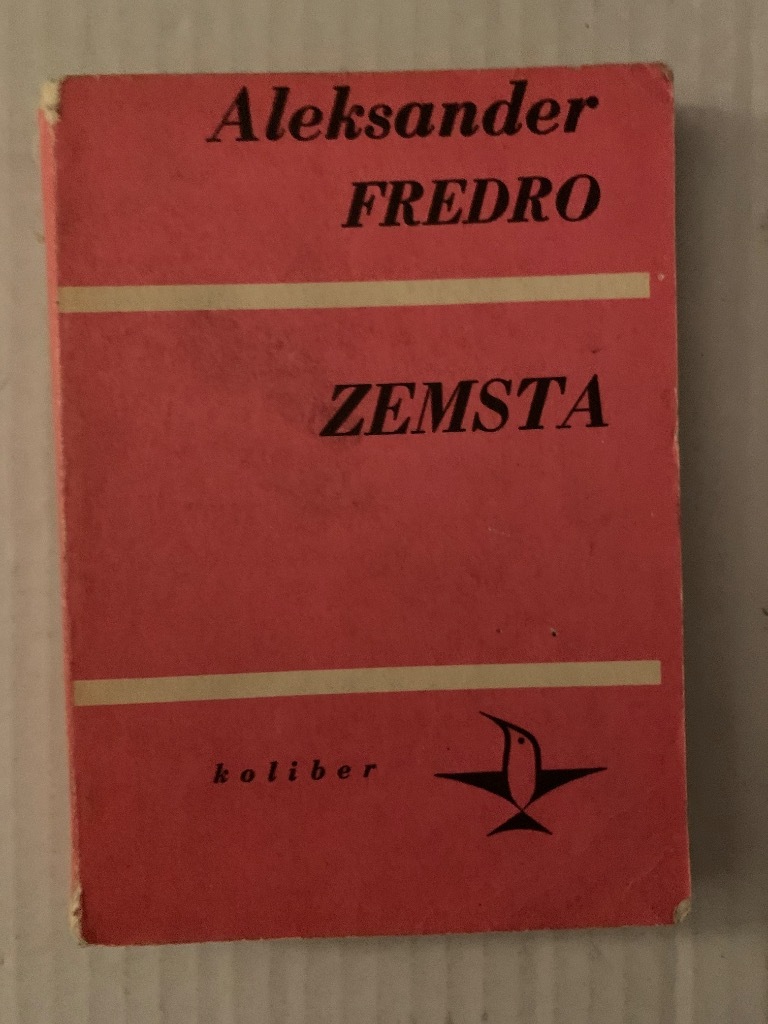 Aleksander
FREDRO
ZEMSTA
koliber